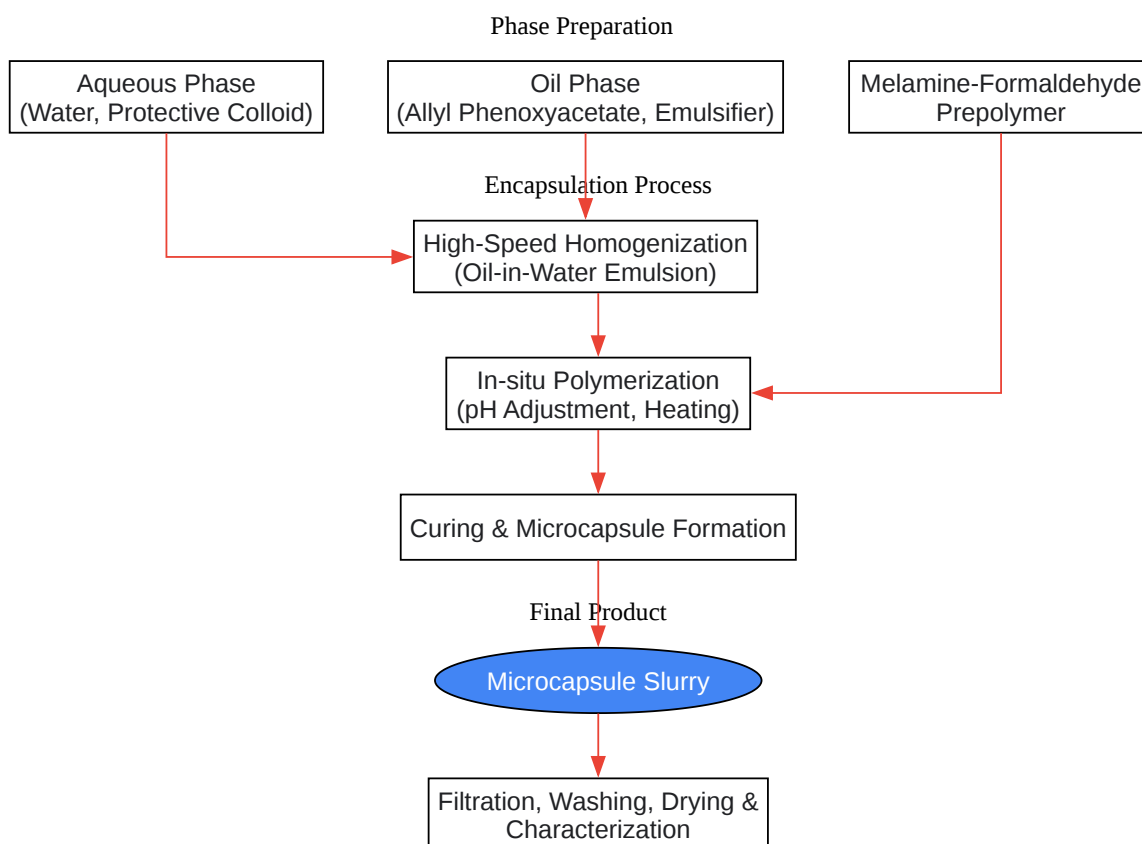 Phase Preparation
Aqueous Phase
(Water, Protective Colloid)
Oil Phase
(Allyl Phenoxyacetate, Emulsifier)
Melamine-Formaldehyde
Prepolymer
Encapsulation Process
High-Speed Homogenization
(Oil-in-Water Emulsion)
In-situ Polymerization
(pH Adjustment, Heating)
Curing & Microcapsule Formation
Final Product
Microcapsule Slurry
Filtration, Washing, Drying &
Characterization